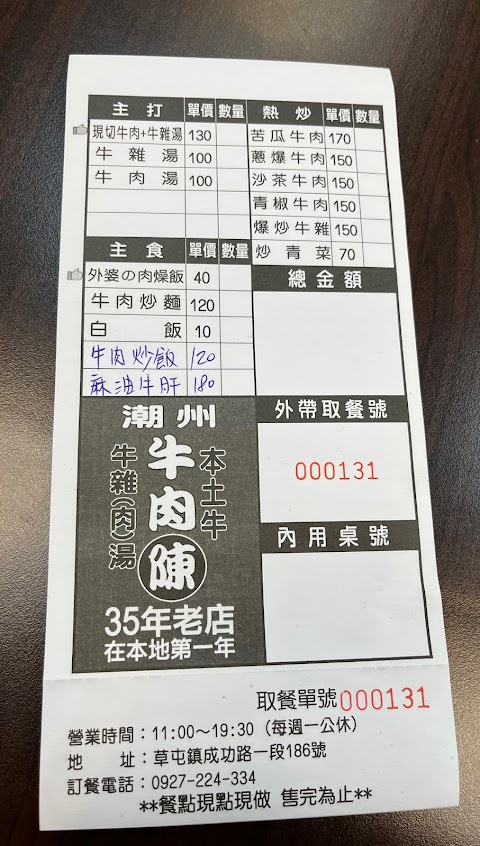 主打 單價 數量
現切牛肉+牛雜湯 130
牛雜湯 100
牛肉湯 100
主食 單價 數量
外婆の肉燥飯 40
牛肉炒麵 120
白飯 10
牛肉炒飯 120
麻油牛肝 180
熱炒 單價 數量
苦瓜牛肉 170
蔥爆牛肉 150
沙茶牛肉 150
青椒牛肉 150
爆炒牛雜 150
炒青菜 70
總金額
外帶取餐號
000131
內用桌號
潮州
牛肉陳
本土牛
牛雜(肉)湯
35年老店
在本地第一年
取餐單號000131
營業時間：11:00～19:30（每週一公休）
地址：草屯鎮成功路一段186號
訂餐電話：0927-224-334
**餐點現點現做 售完為止**